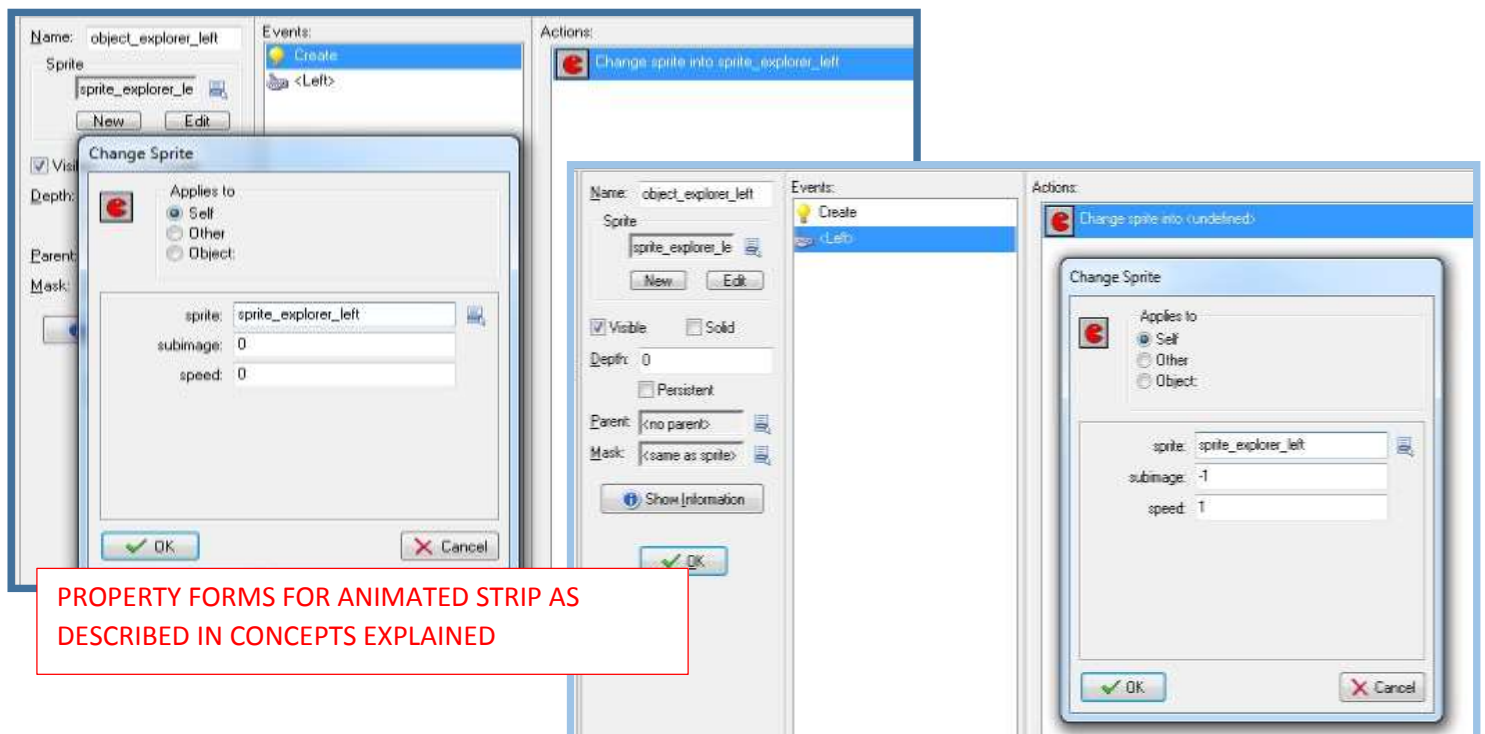 Name: object_explorer_left
Sprite
sprite_explorer_le
New Edit
Visi
Depth:
Parent:
Mask:
Events:
Create
<Left>
Actions:
Change sprite into sprite_explorer_left
Change Sprite
Applies to
Self
Other
Object:
sprite: sprite_explorer_left
subimage: 0
speed: 0
OK Cancel
PROPERTY FORMS FOR ANIMATED STRIP AS
DESCRIBED IN CONCEPTS EXPLAINED
Name: object_explorer_left
Sprite
sprite_explorer_le
New Edit
Visible Solid
Depth: 0
Persistent
Parent: <no parent>
Mask: <same as sprite>
Show Information
OK
Events:
Create
<Left>
Actions:
Change sprite into <undefined>
Change Sprite
Applies to
Self
Other
Object:
sprite: sprite_explorer_left
subimage: -1
speed: 1
OK Cancel